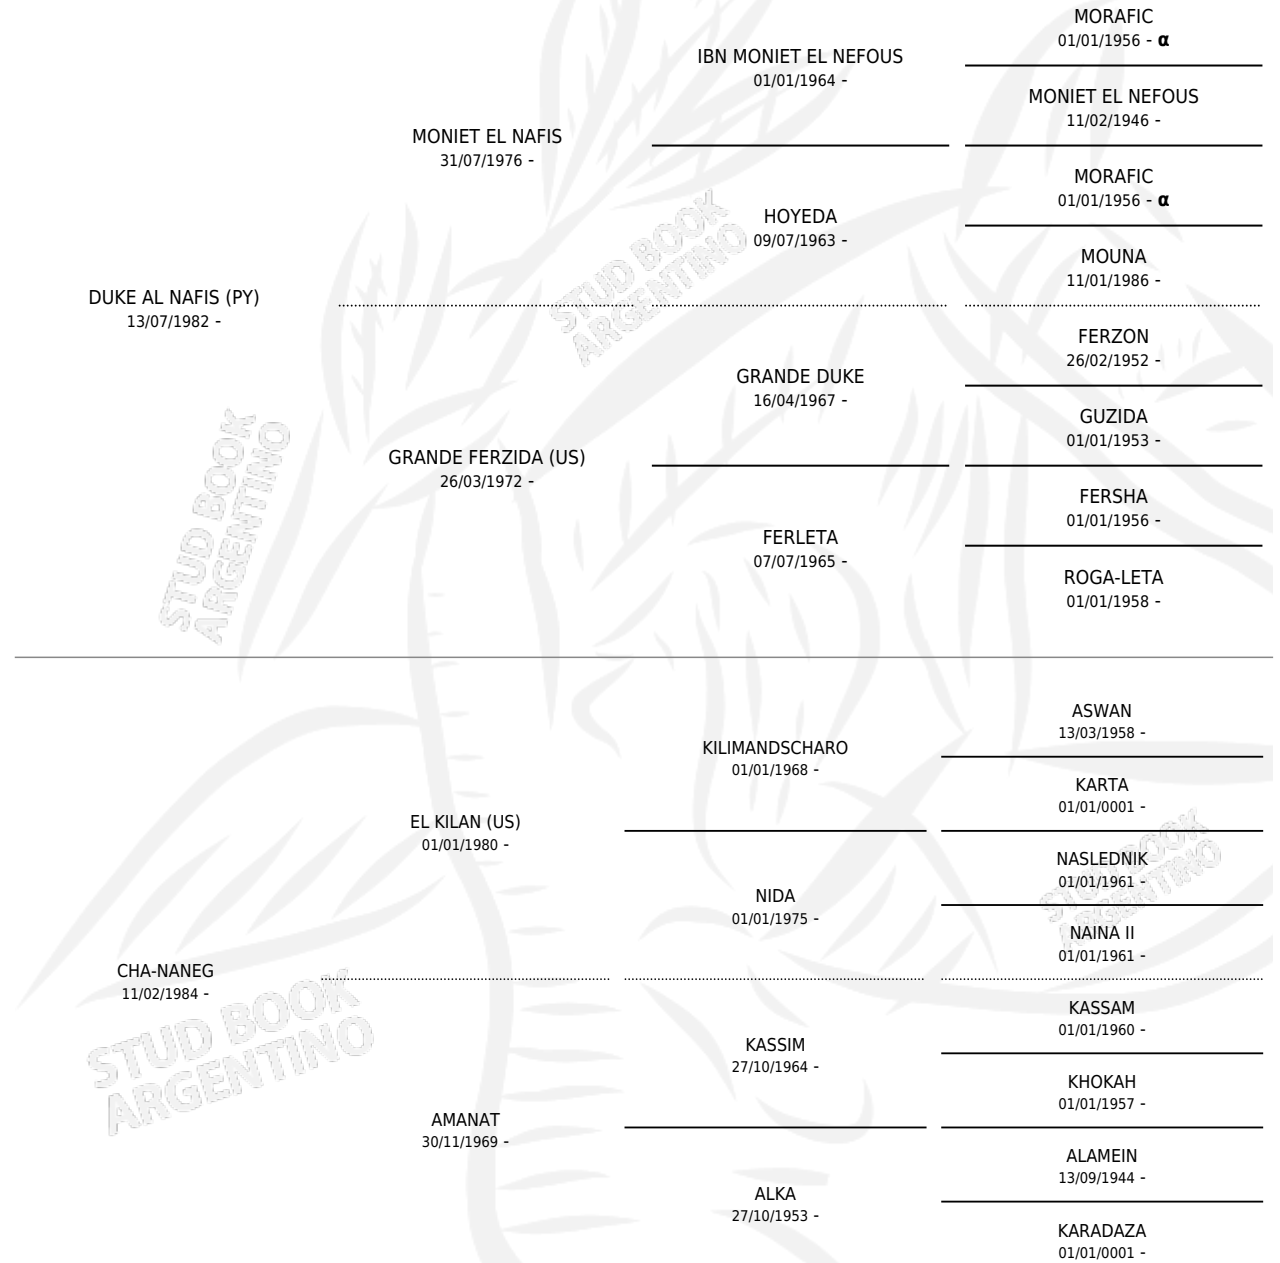 MORAFIC
01/01/1956 - α
IBN MONIET EL NEFOUS
01/01/1964 -
MONIET EL NEFOUS
11/02/1946 -
MONIET EL NAFIS
31/07/1976 -
MORAFIC
01/01/1956 - α
HOYEDA
09/07/1963 -
MOUNA
11/01/1986 -
DUKE AL NAFIS (PY)
13/07/1982 -
FERZON
26/02/1952 -
GRANDE DUKE
16/04/1967 -
GUZIDA
01/01/1953 -
GRANDE FERZIDA (US)
26/03/1972 -
FERSHA
01/01/1956 -
FERLETA
07/07/1965 -
ROGA-LETA
01/01/1958 -
ASWAN
13/03/1958 -
KILIMANDSCHARO
01/01/1968 -
KARTA
01/01/0001 -
EL KILAN (US)
01/01/1980 -
NASLEDNIK
01/01/1961 -
NIDA
01/01/1975 -
NAINA II
01/01/1961 -
CHA-NANEG
11/02/1984 -
KASSAM
01/01/1960 -
KASSIM
27/10/1964 -
KHOKAH
01/01/1957 -
AMANAT
30/11/1969 -
ALAMEIN
13/09/1944 -
ALKA
27/10/1953 -
KARADAZA
01/01/0001 -
STUD BOOK
ARGENTINO
STUD BOOK
ARGENTINO
STUD BOOK
ARGENTINO
STUD BOOK
ARGENTINO